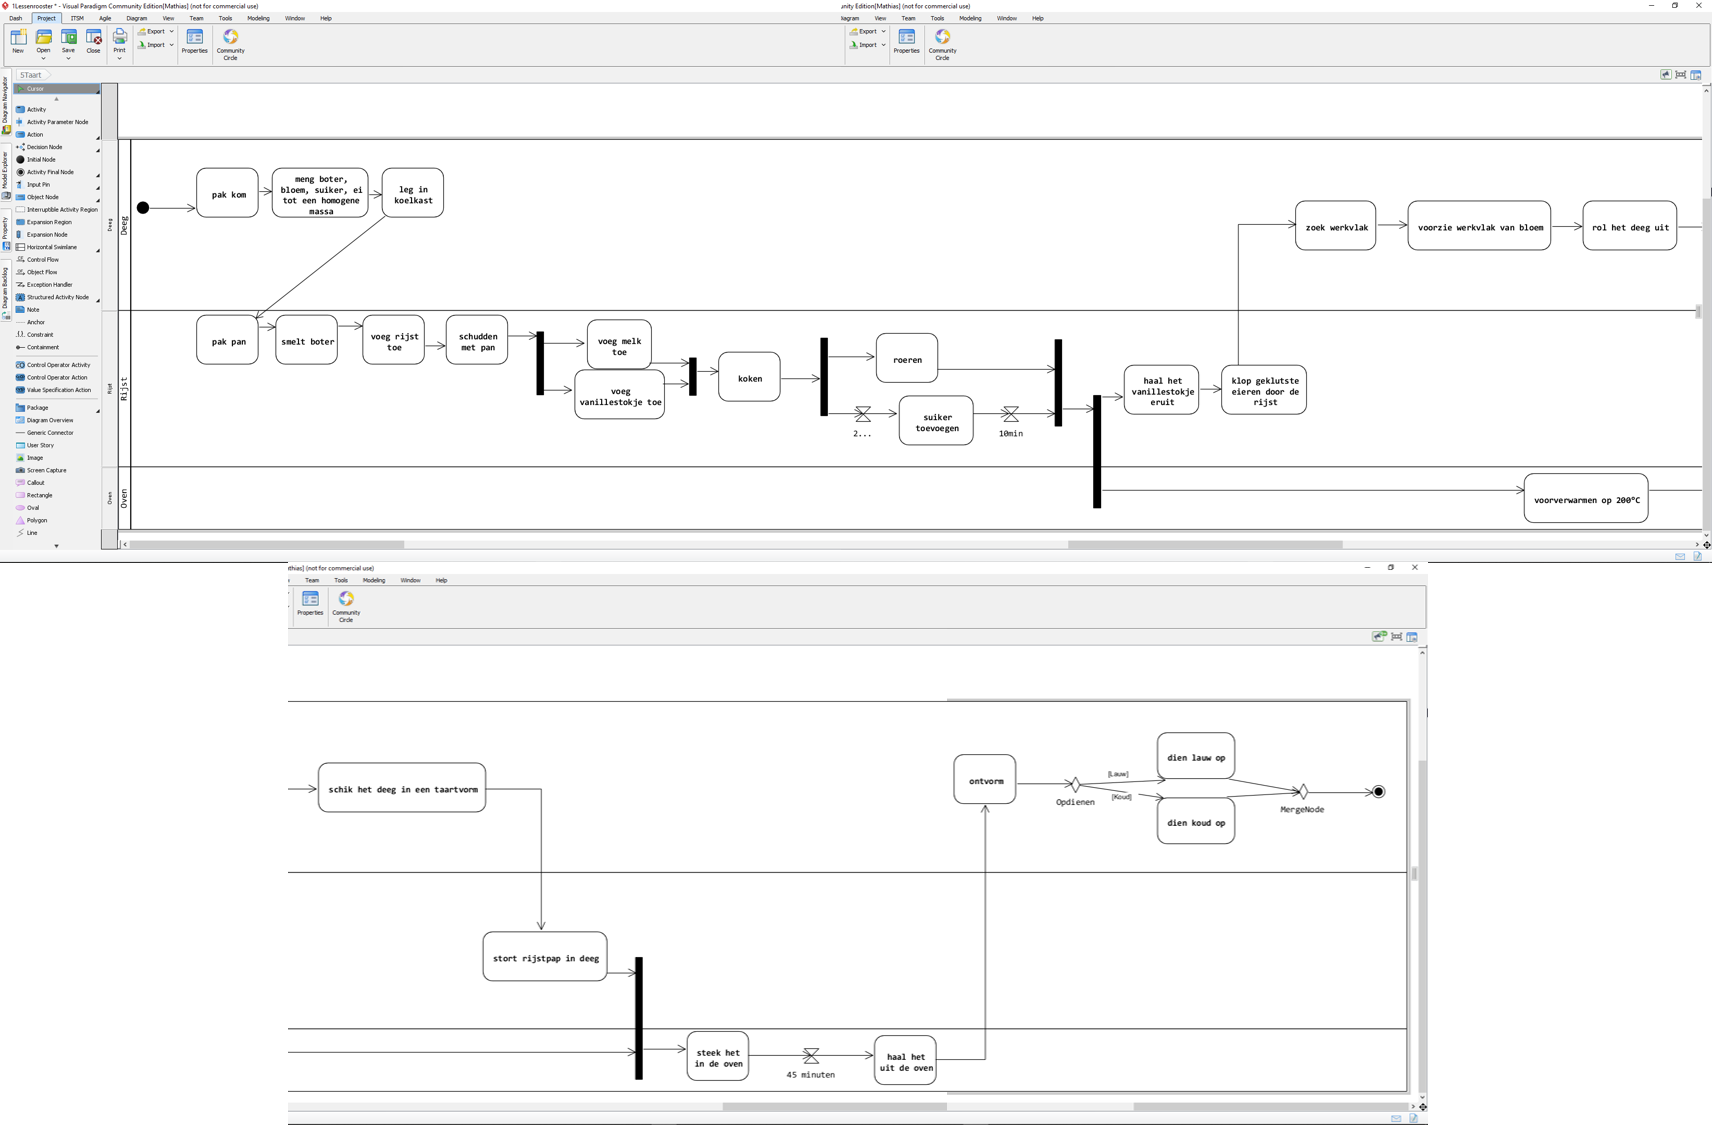 1Lessenrooster * - Visual Paradigm Community Edition[Mathias] (not for commercial use)
nity Edition[Mathias] (not for commercial use)
Dash Project ITSM Agile Diagram View Team Tools Modeling Window Help
iagram View Team Tools Modeling Window Help
New Open Save Close Print Export Import Properties Community Circle
Export Import Properties Community Circle
5Taart
Diagram Navigator
Model Explorer
Property
Diagram Backlog
Cursor
Activity
Activity Parameter Node
Action
Decision Node
Initial Node
Activity Final Node
Input Pin
Object Node
Interruptible Activity Region
Expansion Region
Expansion Node
Horizontal Swimlane
Control Flow
Object Flow
Exception Handler
Structured Activity Node
Note
Anchor
Constraint
Containment
Control Operator Activity
Control Operator Action
Value Specification Action
Package
Diagram Overview
Generic Connector
User Story
Image
Screen Capture
Callout
Rectangle
Oval
Polygon
Line
Deeg
Deeg
pak kom
meng boter,
bloem, suiker, ei
tot een homogene
massa
leg in
koelkast
zoek werkvlak
voorzie werkvlak van bloem
rol het deeg uit
Rijst
Rijst
pak pan
smelt boter
voeg rijst
toe
schudden
met pan
voeg melk
toe
voeg
vanillestokje toe
koken
roeren
2...
suiker
toevoegen
10min
haal het
vanillestokje
eruit
klop geklutste
eieren door de
rijst
Oven
Oven
voorverwarmen op 200°C
thias] (not for commercial use)
Team Tools Modeling Window Help
Properties Community Circle
schik het deeg in een taartvorm
ontvorm
Opdienen
[Lauw]
[Koud]
dien lauw op
dien koud op
MergeNode
stort rijstpap in deeg
steek het
in de oven
45 minuten
haal het
uit de oven